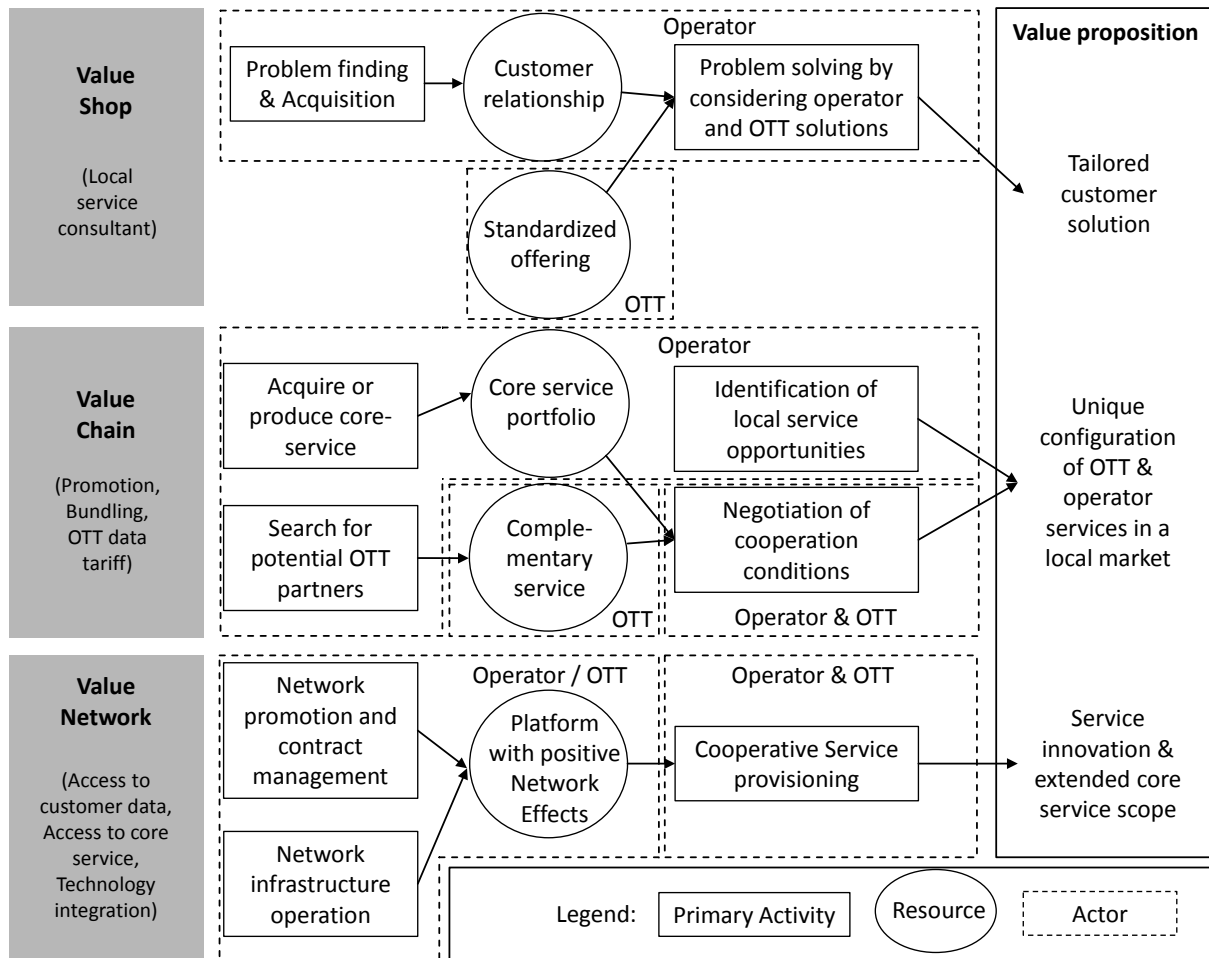 Value
Shop
(Local
service
consultant)
Operator
Problem finding
& Acquisition
Customer
relationship
Problem solving by
considering operator
and OTT solutions
Standardized
offering
OTT
Value proposition
Tailored
customer
solution
Value
Chain
(Promotion,
Bundling,
OTT data
tariff)
Operator
Acquire or
produce core-
service
Core service
portfolio
Identification of
local service
opportunities
Search for
potential OTT
partners
Comple-
mentary
service
OTT
Negotiation of
cooperation
conditions
Operator & OTT
Unique
configuration
of OTT &
operator
services in a
local market
Value
Network
(Access to
customer data,
Access to core
service,
Technology
integration)
Operator / OTT
Network
promotion and
contract
management
Platform
with positive
Network
Effects
Network
infrastructure
operation
Operator & OTT
Cooperative Service
provisioning
Service
innovation &
extended core
service scope
Legend:
Primary Activity
Resource
Actor